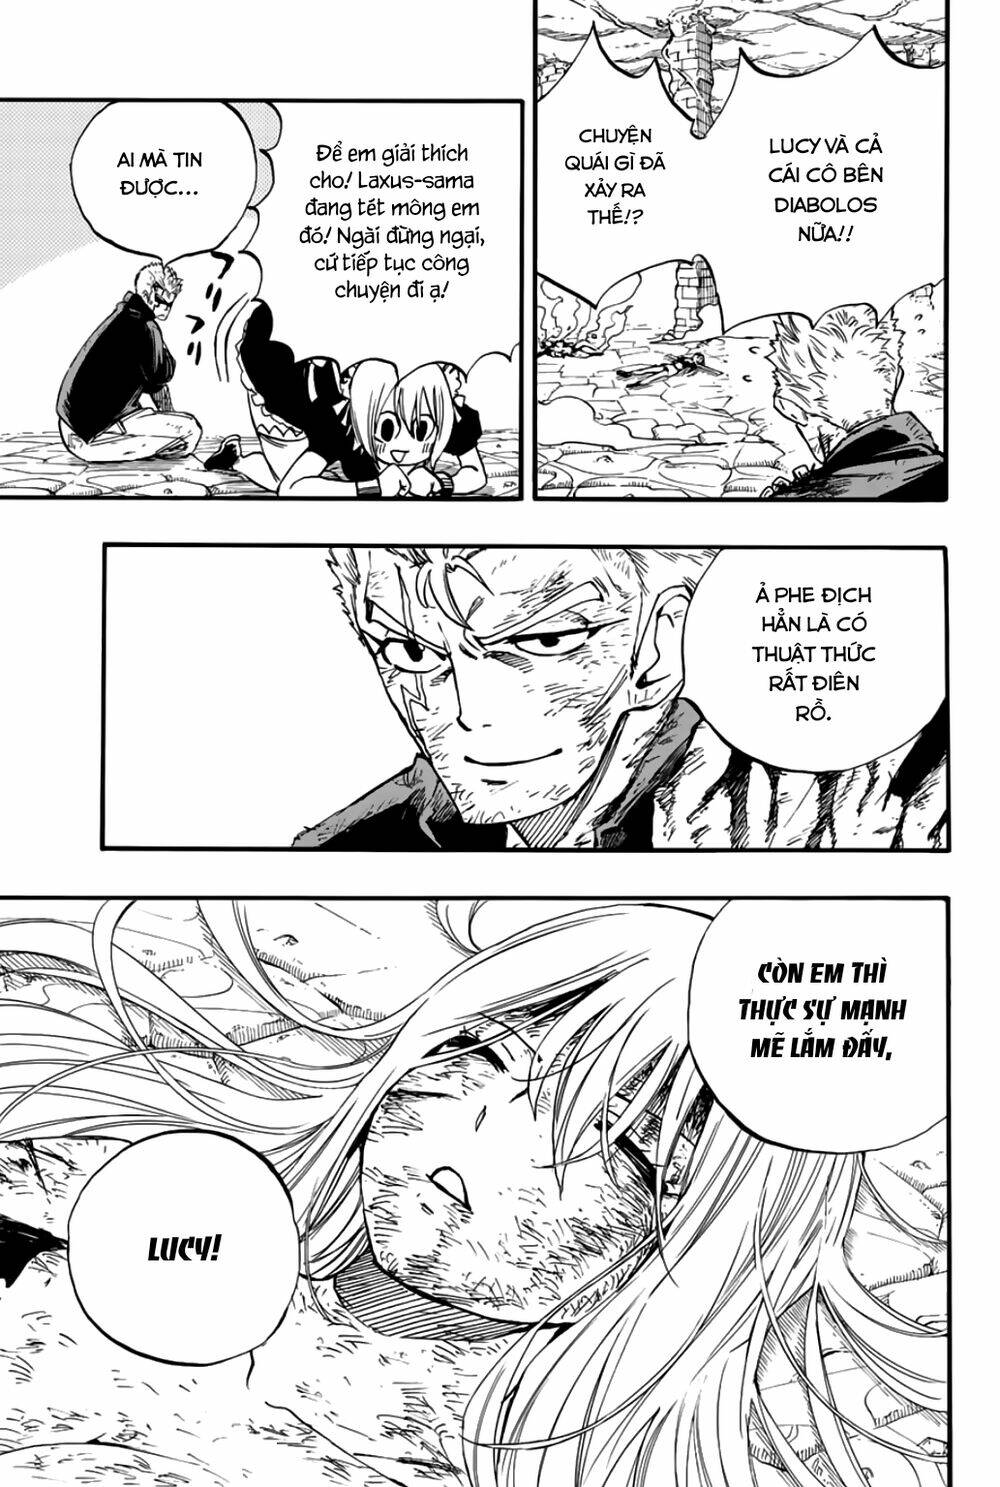 LUCY VÀ CẢ
CÁI CÔ BÊN
DIABOLOS
NỮA!!
CHUYỆN
QUÁI GÌ ĐÃ
XẢY RA
THẾ!?
Để em giải thích
cho! Laxus-sama
đang tét mông em
đó! Ngài đừng ngại,
cứ tiếp tục công
chuyện đi ạ!
AI MÀ TIN
ĐƯỢC...
Ả PHE ĐỊCH
HẲN LÀ CÓ
THUẬT THỨC
RẤT ĐIÊN
RỒ.
CÒN EM THÌ
THỰC SỰ MẠNH
MẼ LẮM ĐẤY,
LUCY!